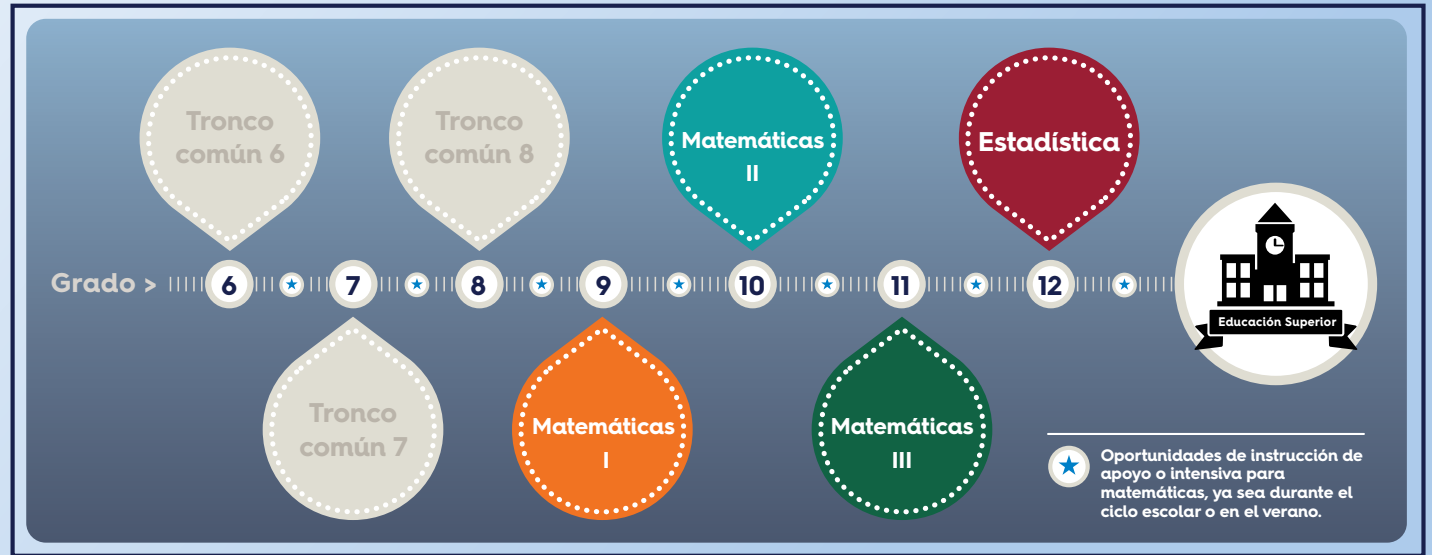 Tronco
común 6
Tronco
común 8
Matemáticas
II
Estadística
Grado >
6
7
8
9
10
11
12
Educación Superior
Tronco
común 7
Matemáticas
I
Matemáticas
III
Oportunidades de instrucción de
apoyo o intensiva para
matemáticas, ya sea durante el
ciclo escolar o en el verano.